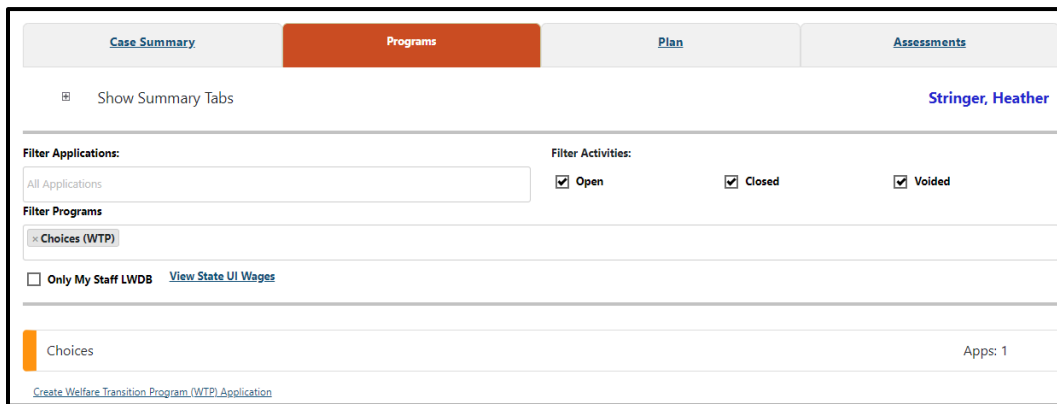 Case Summary Programs Plan Assessments
Show Summary Tabs Stringer, Heather
Filter Applications: Filter Activities:
All Applications Open Closed Voided
Filter Programs
× Choices (WTP)
Only My Staff LWDB View State UI Wages
Choices Apps: 1
Create Welfare Transition Program (WTP) Application